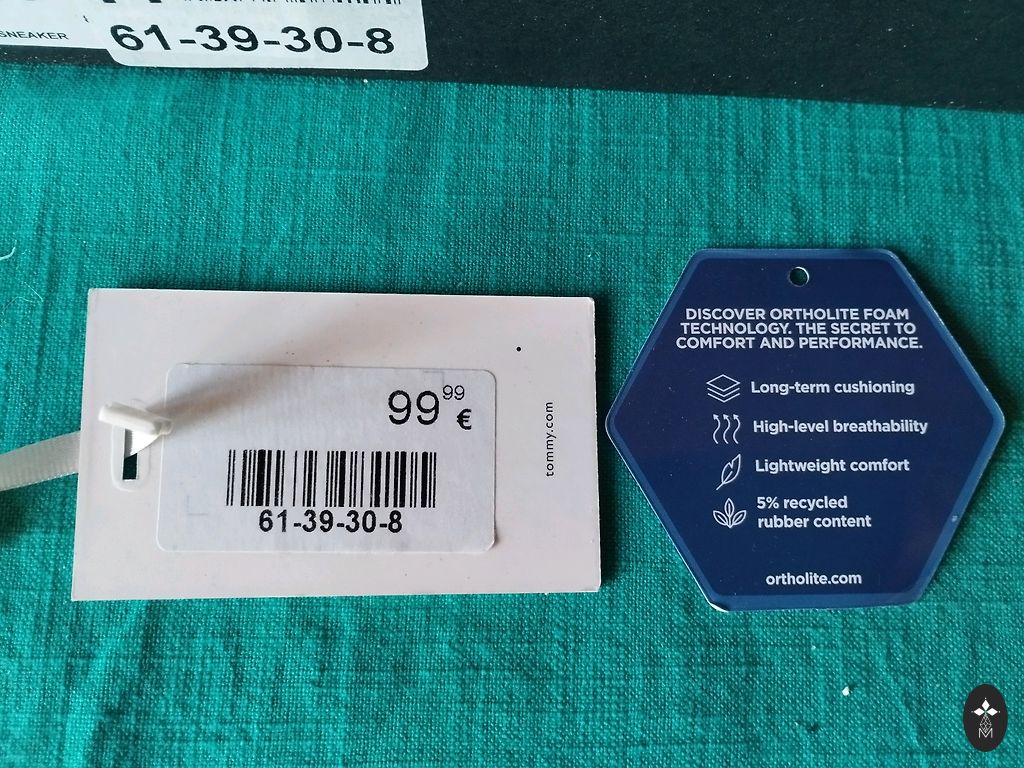 SNEAKER
61-39-30-8
99 99 €
61-39-30-8
tommy.com
DISCOVER ORTHOLITE FOAM
TECHNOLOGY. THE SECRET TO
COMFORT AND PERFORMANCE.
Long-term cushioning
High-level breathability
Lightweight comfort
5% recycled
rubber content
ortholite.com
M